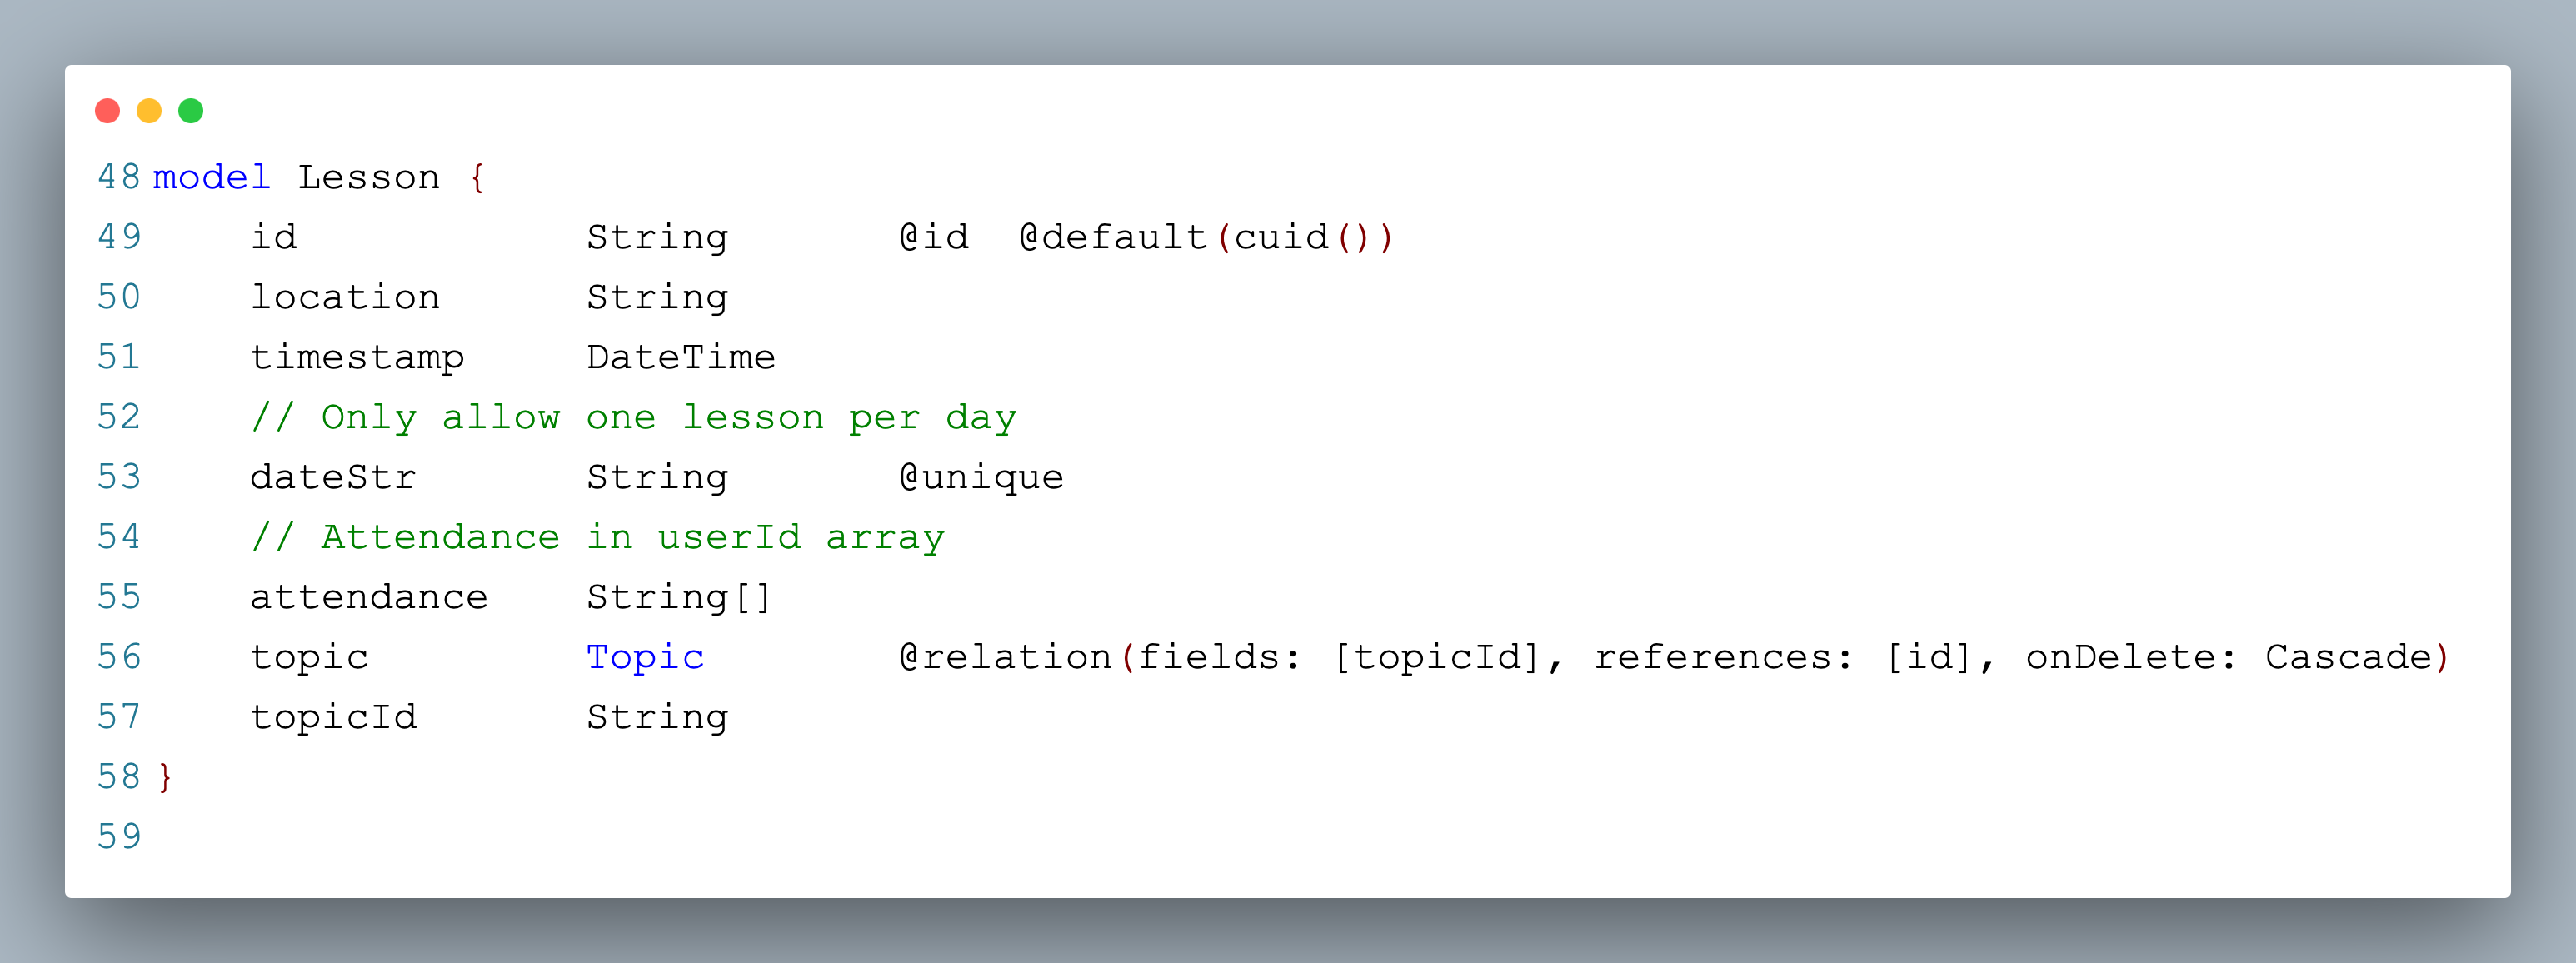 48 model Lesson {
49     id            String       @id  @default(cuid())
50     location      String
51     timestamp     DateTime
52     // Only allow one lesson per day
53     dateStr       String       @unique
54     // Attendance in userId array
55     attendance    String[]
56     topic         Topic        @relation(fields: [topicId], references: [id], onDelete: Cascade)
57     topicId       String
58 }
59